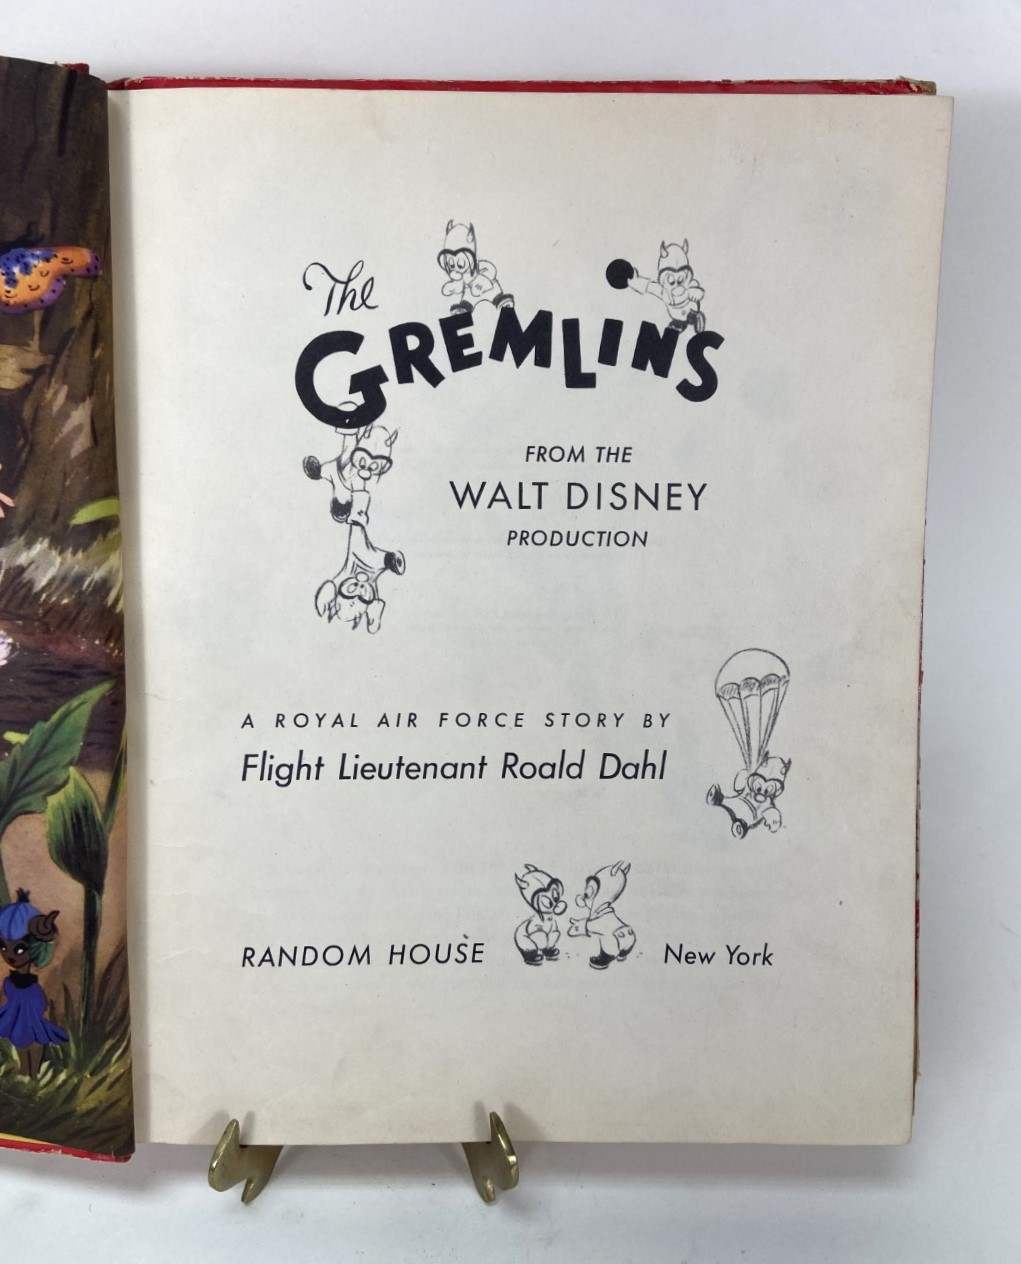 The
GREMLINS
FROM THE
WALT DISNEY
PRODUCTION
A ROYAL AIR FORCE STORY BY
Flight Lieutenant Roald Dahl
RANDOM HOUSE New York